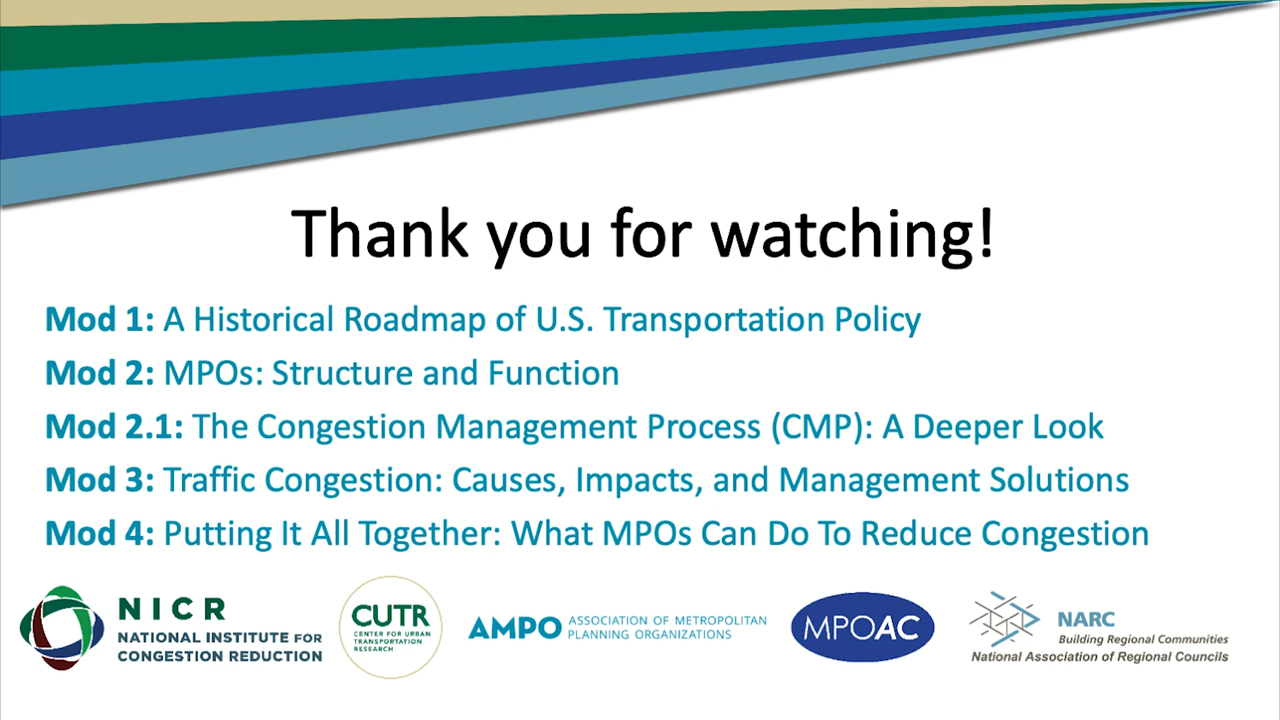 Thank you for watching!
Mod 1: A Historical Roadmap of U.S. Transportation Policy
Mod 2: MPOs: Structure and Function
Mod 2.1: The Congestion Management Process (CMP): A Deeper Look
Mod 3: Traffic Congestion: Causes, Impacts, and Management Solutions
Mod 4: Putting It All Together: What MPOs Can Do To Reduce Congestion
NICR
NATIONAL INSTITUTE FOR
CONGESTION REDUCTION
CUTR
CENTER FOR URBAN
TRANSPORTATION
RESEARCH
AMPO
ASSOCIATION OF METROPOLITAN
PLANNING ORGANIZATIONS
MPOAC
NARC
Building Regional Communities
National Association of Regional Councils